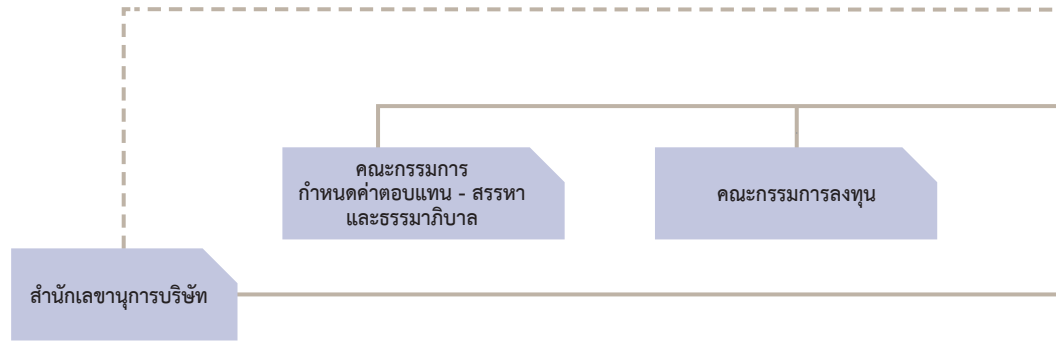 คณะกรรมการ
กำหนดค่าตอบแทน - สรรหา
และธรรมาภิบาล
คณะกรรมการลงทุน
สำนักเลขานุการบริษัท